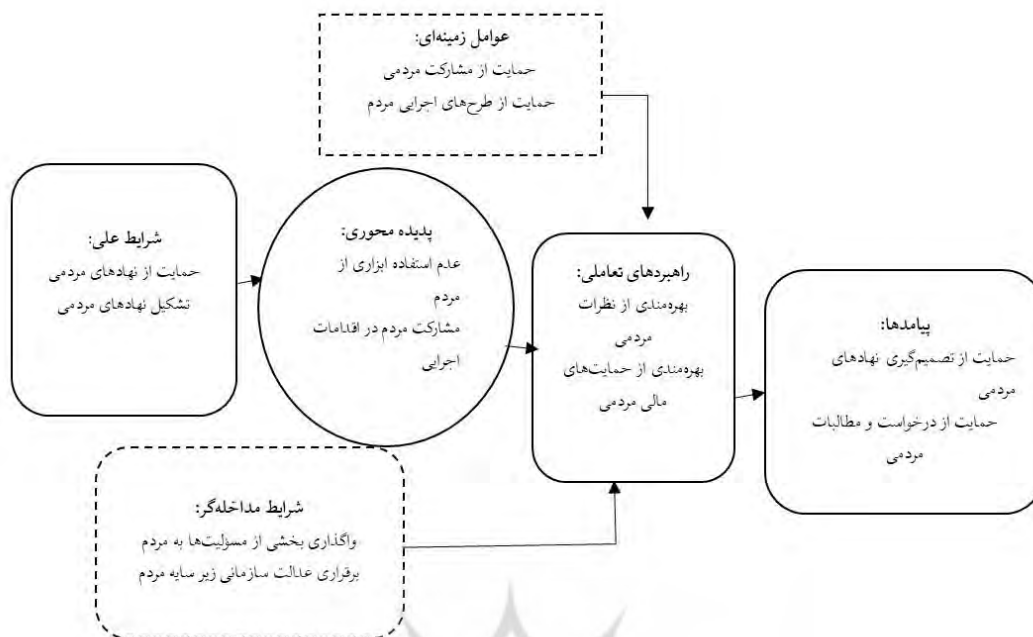 عوامل زمینه‌ای:
حمایت از مشارکت مردمی
حمایت از طرح‌های اجرایی مردم
شرایط علی:
حمایت از نهادهای مردمی
تشکیل نهادهای مردمی
پدیده محوری:
عدم استفاده ابزاری از
مردم
مشارکت مردم در اقدامات
اجرایی
راهبردهای تعاملی:
بهره‌مندی از نظرات
مردمی
بهره‌مندی از حمایت‌های
مالی مردمی
پیامدها:
حمایت از تصمیم‌گیری نهادهای
مردمی
حمایت از درخواست و مطالبات
مردمی
شرایط مداخله‌گر:
واگذاری بخشی از مسؤلیت‌ها به مردم
برقراری عدالت سازمانی زیر سایه مردم